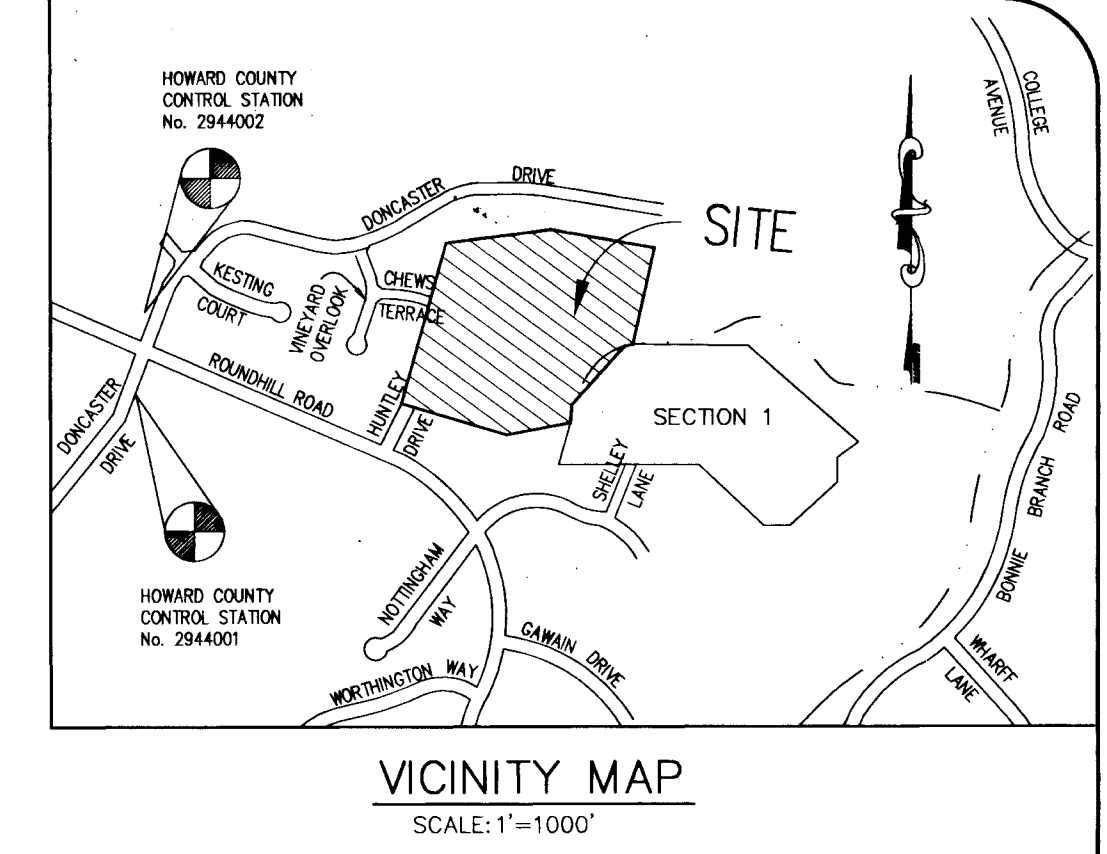 HOWARD COUNTY
CONTROL STATION
No. 2944002
COLLEGE
AVENUE
DONCASTER DRIVE
SITE
KESTING
COURT
VINEYARD
OVERLOOK
CHEWS
TERRACE
ROUNDHILL ROAD
HUNTLEY
DRIVE
DONCASTER
DRIVE
SECTION 1
SHELLEY
LANE
BONNIE BRANCH ROAD
HOWARD COUNTY
CONTROL STATION
No. 2944001
NOTTINGHAM
WAY
GAWAIN DRIVE
WORTHINGTON WAY
WHARFF
LANE
VICINITY MAP
SCALE: 1'=1000'